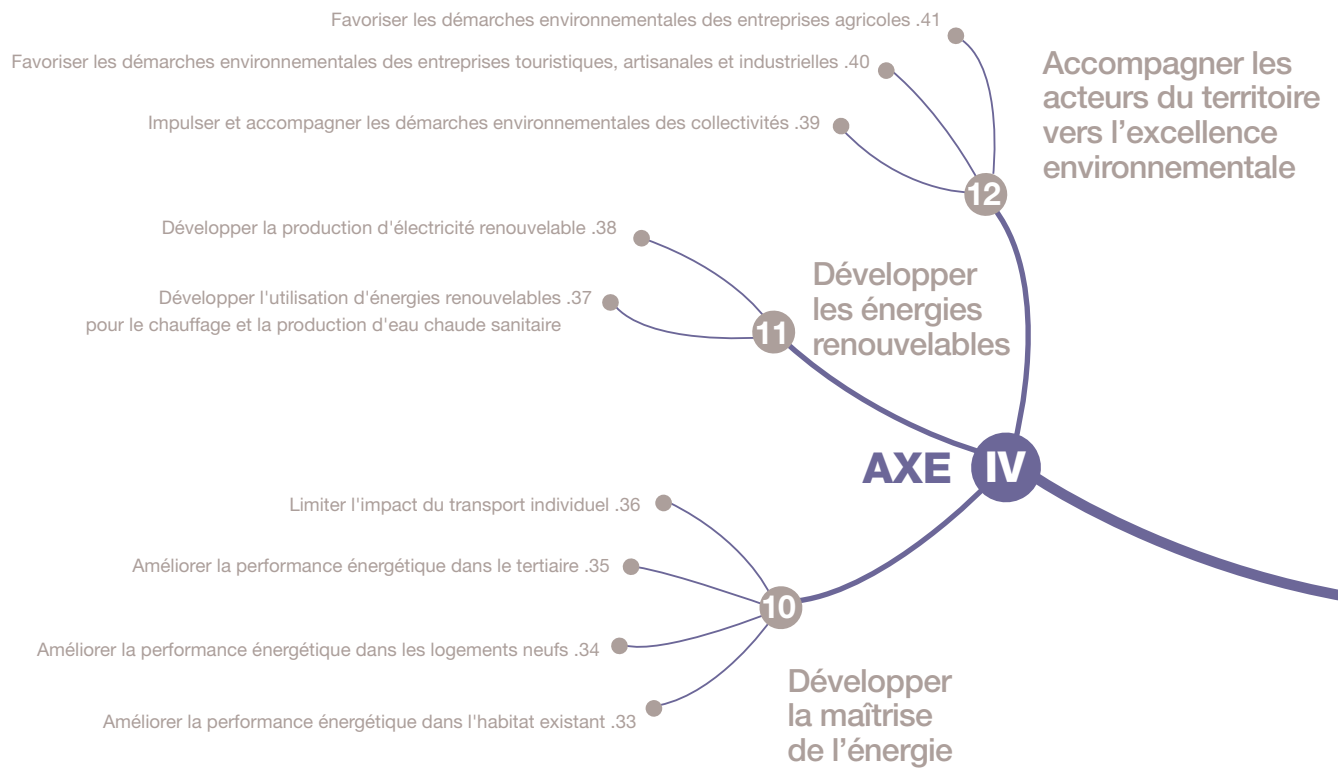 Favoriser les démarches environnementales des entreprises agricoles .41
Favoriser les démarches environnementales des entreprises touristiques, artisanales et industrielles .40
Impulser et accompagner les démarches environnementales des collectivités .39
12
Accompagner les
acteurs du territoire
vers l’excellence
environnementale
Développer la production d'électricité renouvelable .38
Développer l'utilisation d'énergies renouvelables .37
pour le chauffage et la production d'eau chaude sanitaire
11
Développer
les énergies
renouvelables
AXE IV
Limiter l'impact du transport individuel .36
Améliorer la performance énergétique dans le tertiaire .35
Améliorer la performance énergétique dans les logements neufs .34
Améliorer la performance énergétique dans l'habitat existant .33
10
Développer
la maîtrise
de l’énergie